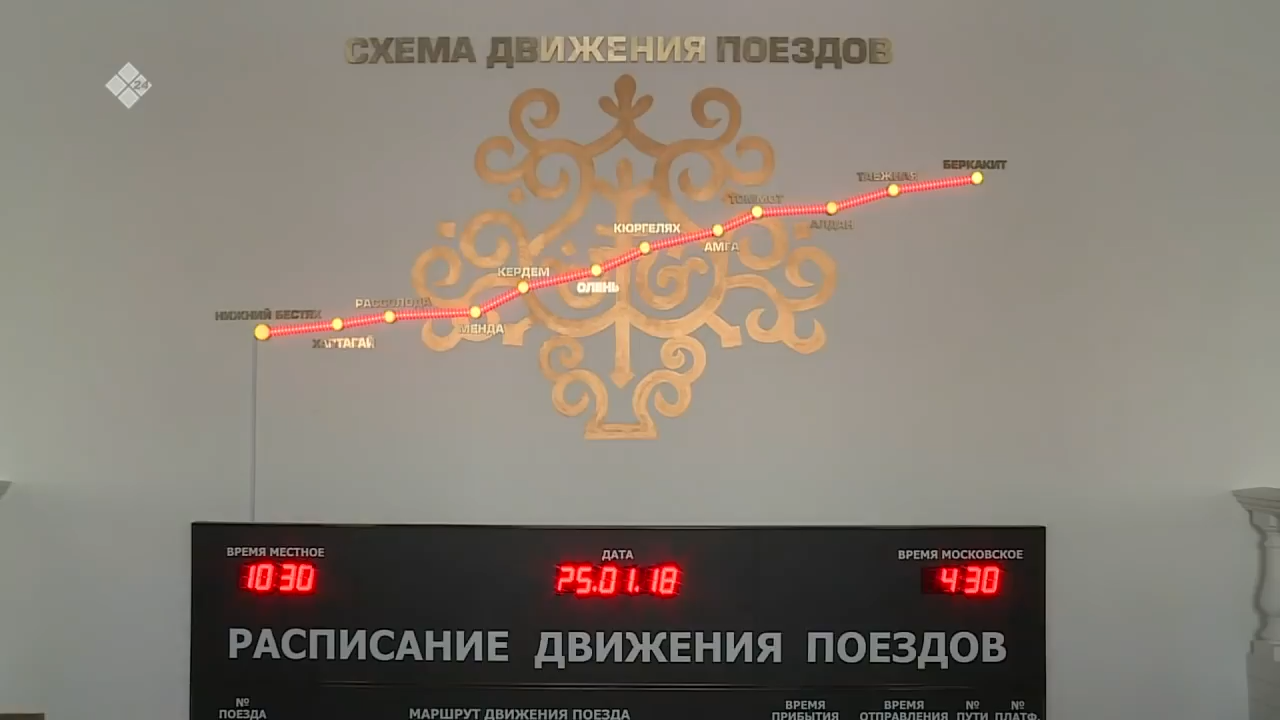 СХЕМА ДВИЖЕНИЯ ПОЕЗДОВ
24
БЕРКАКИТ
ТАЕЖНАЯ
ТОММОТ
АЛДАН
КЮРГЕЛЯХ
АМГА
КЕРДЕМ
ОЛЕНЬ
РАССОЛОДА
НИЖНИЙ БЕСТЯХ
МЕНДА
ХАРТАГАЙ
ВРЕМЯ МЕСТНОЕ ДАТА ВРЕМЯ МОСКОВСКОЕ
10:30 25.01.18 4:30
РАСПИСАНИЕ ДВИЖЕНИЯ ПОЕЗДОВ
№ ПОЕЗДА
МАРШРУТ ДВИЖЕНИЯ ПОЕЗДА
ВРЕМЯ ПРИБЫТИЯ
ВРЕМЯ ОТПРАВЛЕНИЯ
№ ПУТИ
№ ПЛАТФ.